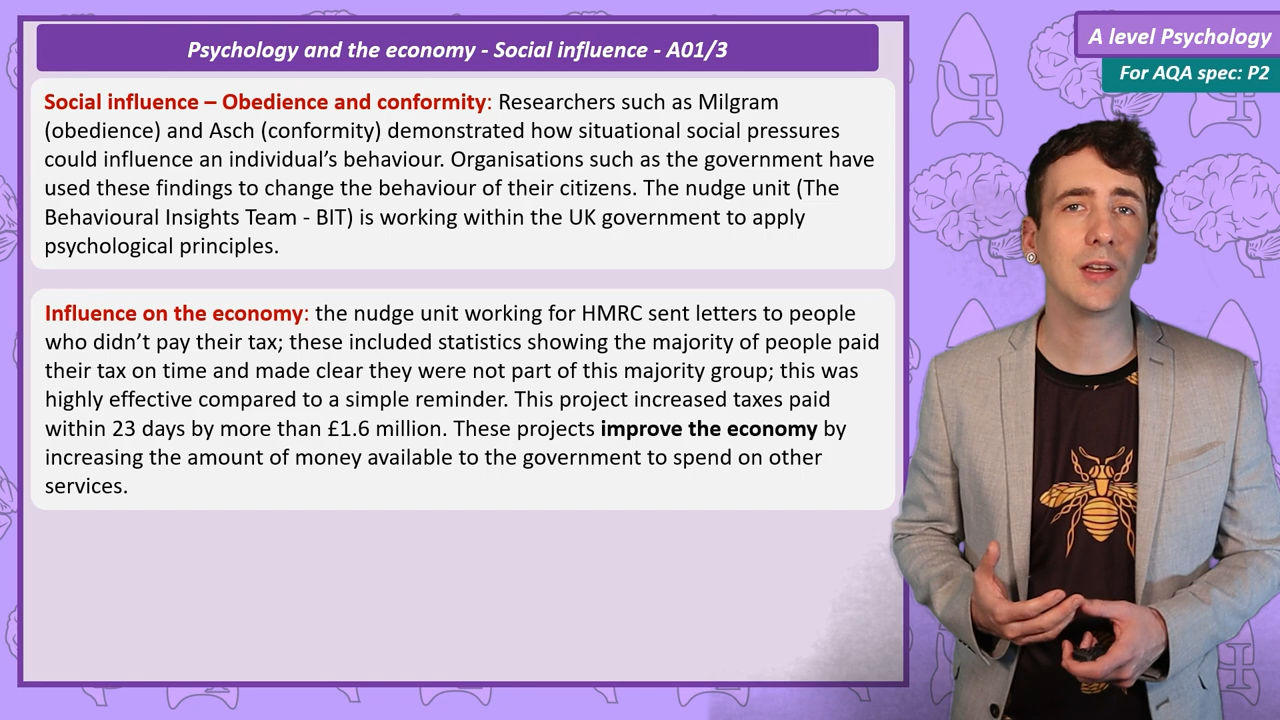 Psychology and the economy - Social influence - A01/3
A level Psychology
For AQA spec: P2
Social influence – Obedience and conformity: Researchers such as Milgram
(obedience) and Asch (conformity) demonstrated how situational social pressures
could influence an individual’s behaviour. Organisations such as the government have
used these findings to change the behaviour of their citizens. The nudge unit (The
Behavioural Insights Team - BIT) is working within the UK government to apply
psychological principles.
Influence on the economy: the nudge unit working for HMRC sent letters to people
who didn’t pay their tax; these included statistics showing the majority of people paid
their tax on time and made clear they were not part of this majority group; this was
highly effective compared to a simple reminder. This project increased taxes paid
within 23 days by more than £1.6 million. These projects improve the economy by
increasing the amount of money available to the government to spend on other
services.